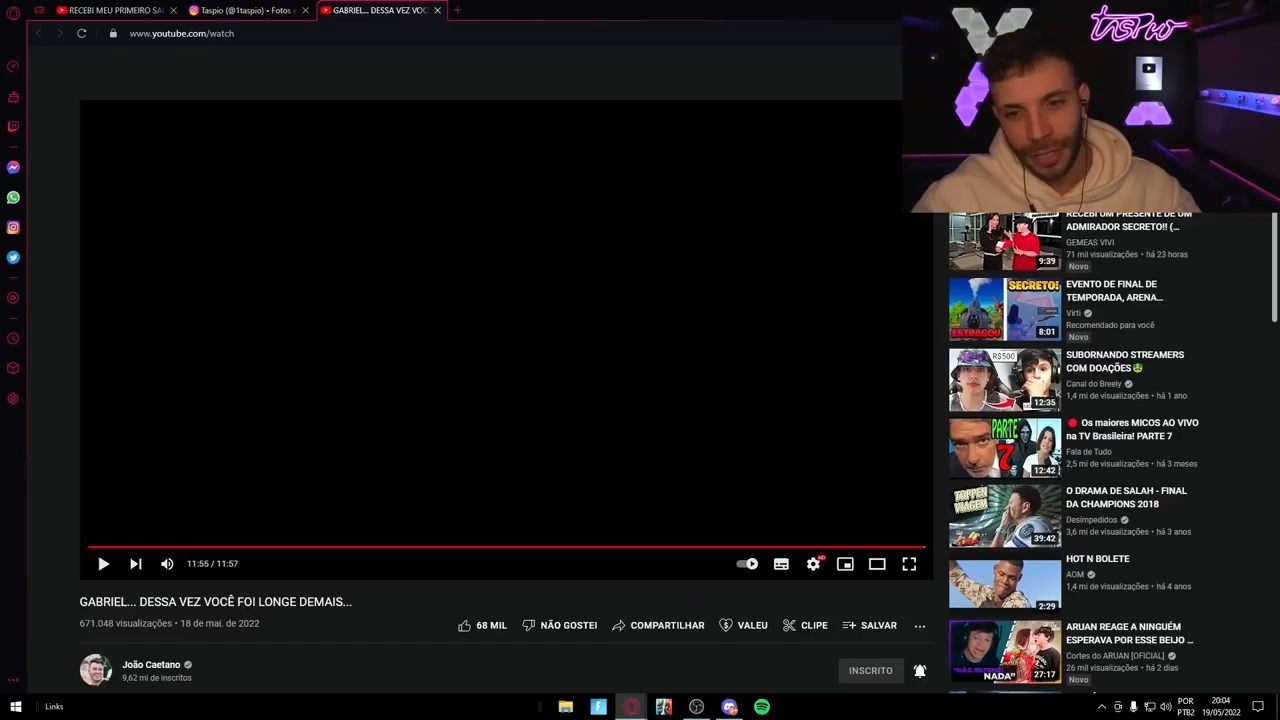 RECEBI MEU PRIMEIRO SAL
Taspio (@1taspio) • Fotos e
GABRIEL... DESSA VEZ VOC
www.youtube.com/watch
RECEBI UM PRESENTE DE UM
ADMIRADOR SECRETO!! (...
GEMEAS VIVI
71 mil visualizações • há 23 horas
Novo
9:39
SECRETO!
ESTRAGOU
8:01
EVENTO DE FINAL DE
TEMPORADA, ARENA...
Virti
Recomendado para você
Novo
R$500
12:35
SUBORNANDO STREAMERS
COM DOAÇÕES
Canal do Breely
1,4 mi de visualizações • há 1 ano
PARTE
7
12:42
Os maiores MICOS AO VIVO
na TV Brasileira! PARTE 7
Fala de Tudo
2,5 mi de visualizações • há 3 meses
TOPPEN
VIAGEM
39:42
O DRAMA DE SALAH - FINAL
DA CHAMPIONS 2018
Desimpedidos
3,6 mi de visualizações • há 3 anos
2:29
HOT N BOLETE
AOM
1,4 mi de visualizações • há 4 anos
"NÃO ENTENDI
NADA"
27:17
ARUAN REAGE A NINGUÉM
ESPERAVA POR ESSE BEIJO ...
Cortes do ARUAN [OFICIAL]
26 mil visualizações • há 2 dias
Novo
11:55 / 11:57
HD
GABRIEL... DESSA VEZ VOCÊ FOI LONGE DEMAIS...
671.048 visualizações • 18 de mai. de 2022
68 MIL
NÃO GOSTEI
COMPARTILHAR
VALEU
CLIPE
SALVAR
João Caetano
9,62 mi de inscritos
INSCRITO
Links
POR
PTB2
20:04
19/05/2022